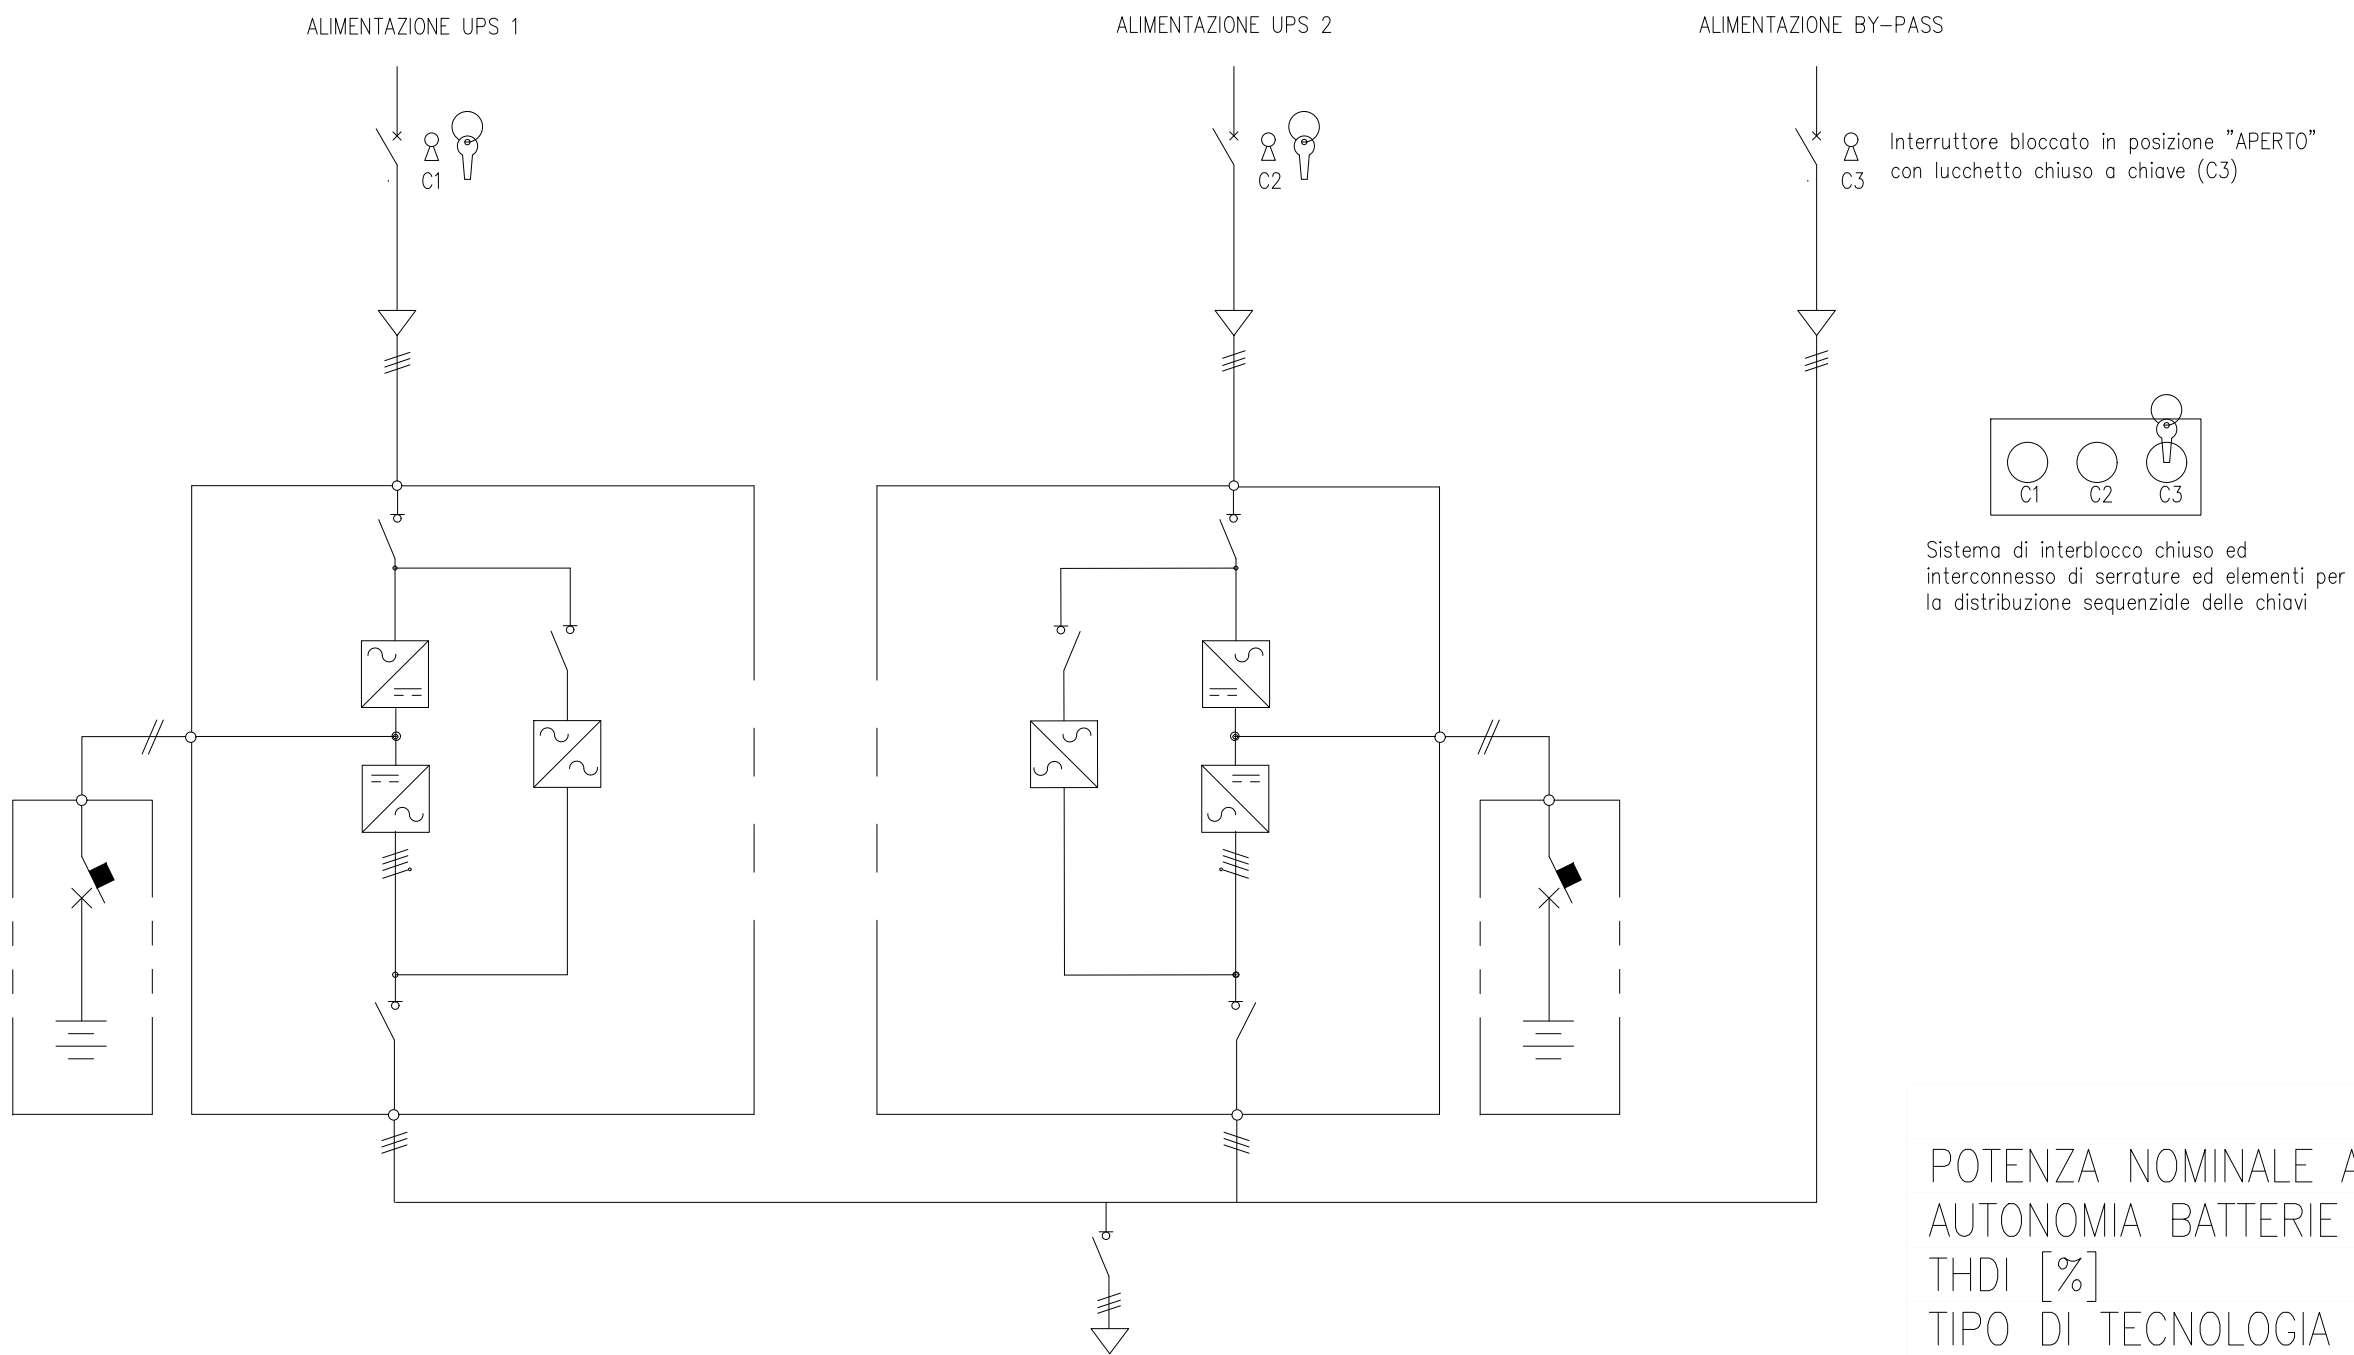 ALIMENTAZIONE UPS 1
ALIMENTAZIONE UPS 2
ALIMENTAZIONE BY-PASS
C1
C2
C3
Interruttore bloccato in posizione "APERTO"
con lucchetto chiuso a chiave (C3)
C1 C2 C3
Sistema di interblocco chiuso ed
interconnesso di serrature ed elementi per
la distribuzione sequenziale delle chiavi
POTENZA NOMINALE A
AUTONOMIA BATTERIE
THDI [%]
TIPO DI TECNOLOGIA